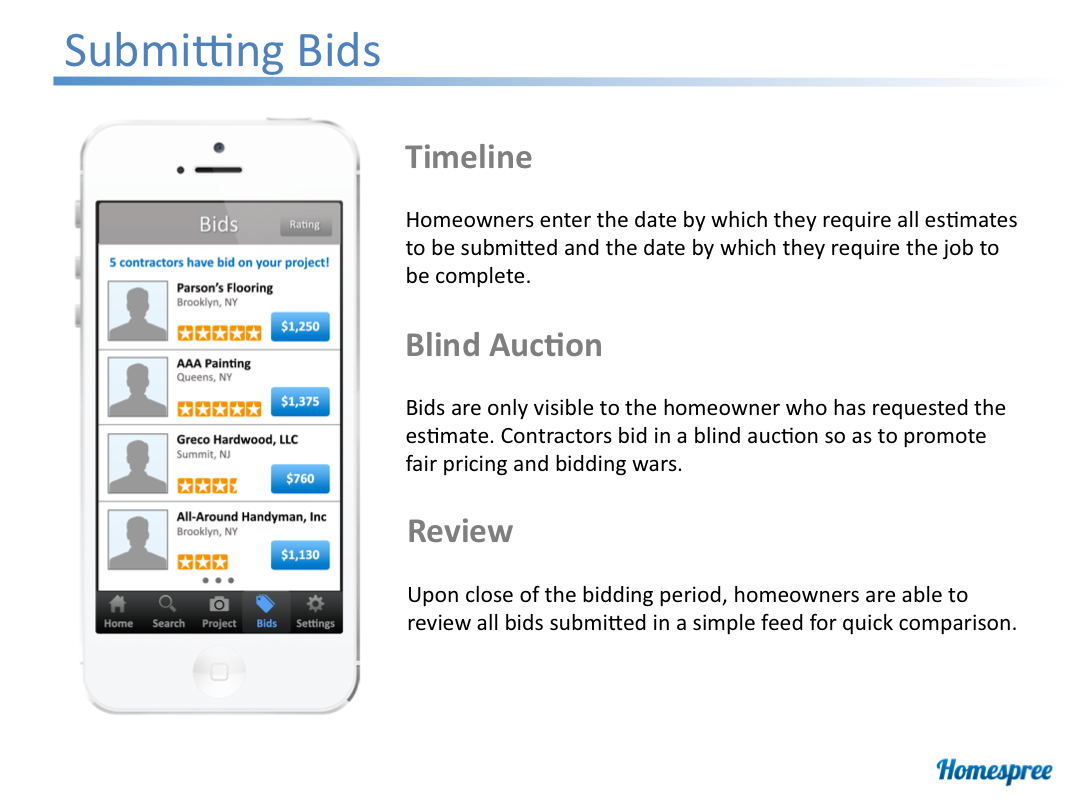 Submitting Bids
Bids
Rating
5 contractors have bid on your project!
Parson's Flooring
Brooklyn, NY
$1,250
AAA Painting
Queens, NY
$1,375
Greco Hardwood, LLC
Summit, NJ
$760
All-Around Handyman, Inc
Brooklyn, NY
$1,130
Home Search Project Bids Settings
Timeline
Homeowners enter the date by which they require all estimates
to be submitted and the date by which they require the job to
be complete.
Blind Auction
Bids are only visible to the homeowner who has requested the
estimate. Contractors bid in a blind auction so as to promote
fair pricing and bidding wars.
Review
Upon close of the bidding period, homeowners are able to
review all bids submitted in a simple feed for quick comparison.
Homespree